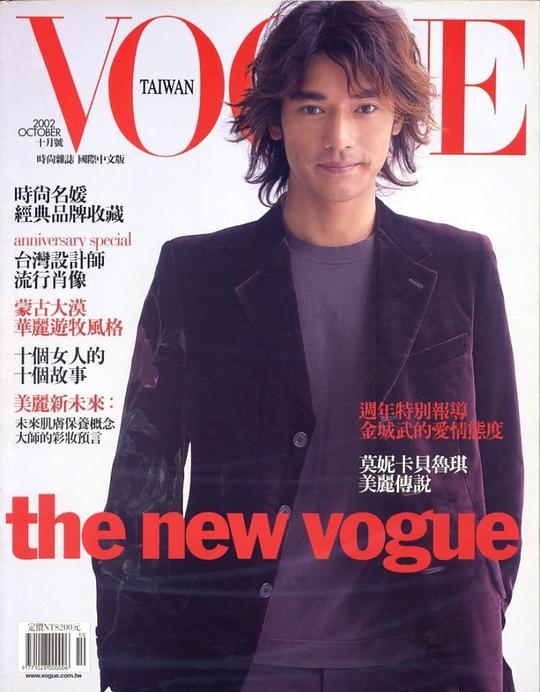 VOGUE
TAIWAN
2002
OCTOBER
十月號
時尚雜誌 國際中文版
時尚名媛
經典品牌收藏
anniversary special
台灣設計師
流行肖像
蒙古大漠
華麗遊牧風格
十個女人的
十個故事
美麗新未來：
未來肌膚保養概念
大師的彩妝預言
週年特別報導
金城武的愛情態度
莫妮卡貝魯琪
美麗傳說
the new vogue
定價NT$200元
10
9 771028 000006
www.vogue.com.tw